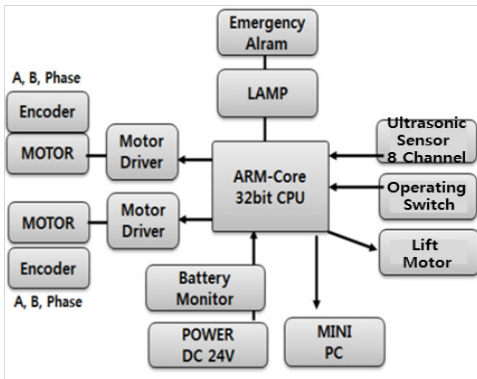 Emergency
Alram
A, B, Phase
Encoder
MOTOR
Motor
Driver
LAMP
ARM-Core
32bit CPU
Ultrasonic
Sensor
8 Channel
Operating
Switch
Lift
Motor
MOTOR
Motor
Driver
Encoder
A, B, Phase
Battery
Monitor
POWER
DC 24V
MINI
PC